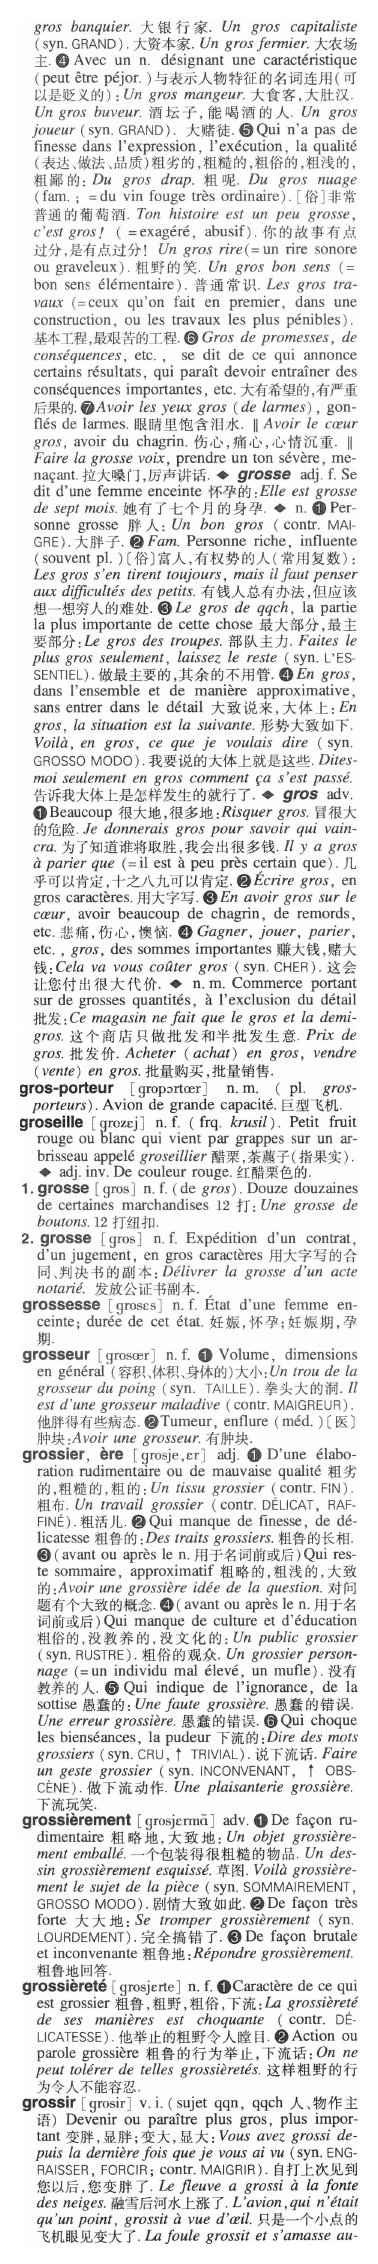 gros banquier. 大银行家. Un gros capitaliste
(syn. GRAND). 大资本家. Un gros fermier. 大农场
主. ❹ Avec un n. désignant une caractéristique
(peut être péjor.)与表示人物特征的名词连用(可
以是贬义的): Un gros mangeur. 大食客,大肚汉.
Un gros buveur. 酒坛子,能喝酒的人. Un gros
joueur (syn. GRAND). 大赌徒. ❺ Qui n'a pas de
finesse dans l'expression, l'exécution, la qualité
(表达、做法、品质)粗劣的,粗糙的,粗俗的,粗浅的,
粗鄙的: Du gros drap. 粗呢. Du gros nuage
(fam. ; =du vin fouge très ordinaire). [俗]非常
普通的葡萄酒. Ton histoire est un peu grosse,
c'est gros! (=exagéré, abusif). 你的故事有点
过分,是有点过分! Un gros rire(=un rire sonore
ou graveleux). 粗野的笑. Un gros bon sens (=
bon sens élémentaire). 普通常识. Les gros tra-
vaux (=ceux qu'on fait en premier, dans une
construction, ou les travaux les plus pénibles).
基本工程,最艰苦的工程. ❻ Gros de promesses, de
conséquences, etc. , se dit de ce qui annonce
certains résultats, qui paraît devoir entraîner des
conséquences importantes, etc. 大有希望的,有严重
后果的. ❼ Avoir les yeux gros (de larmes), gon-
flés de larmes. 眼睛里饱含泪水. ‖ Avoir le cœur
gros, avoir du chagrin. 伤心,痛心,心情沉重. ‖
Faire la grosse voix, prendre un ton sévère, me-
naçant. 拉大嗓门,厉声讲话. ◆ grosse adj. f. Se
dit d'une femme enceinte 怀孕的: Elle est grosse
de sept mois. 她有了七个月的身孕. ◆ n. ❶ Per-
sonne grosse 胖人: Un bon gros (contr. MAI-
GRE). 大胖子. ❷ Fam. Personne riche, influente
(souvent pl.)[俗]富人,有权势的人(常用复数):
Les gros s'en tirent toujours, mais il faut penser
aux difficultés des petits. 有钱人总有办法,但应该
想一想穷人的难处. ❸ Le gros de qqch, la partie
la plus importante de cette chose 最大部分,最主
要部分: Le gros des troupes. 部队主力. Faites le
plus gros seulement, laissez le reste (syn. L'ES-
SENTIEL). 做最主要的,其余的不用管. ❹ En gros,
dans l'ensemble et de manière approximative,
sans entrer dans le détail 大致说来,大体上: En
gros, la situation est la suivante. 形势大致如下.
Voilà, en gros, ce que je voulais dire (syn.
GROSSO MODO). 我要说的大体上就是这些. Dites-
moi seulement en gros comment ça s'est passé.
告诉我大体上是怎样发生的就行了. ◆ gros adv.
❶ Beaucoup 很大地,很多地: Risquer gros. 冒很大
的危险. Je donnerais gros pour savoir qui vain-
cra. 为了知道谁将取胜,我会出很多钱. Il y a gros
à parier que (=il est à peu près certain que). 几
乎可以肯定,十之八九可以肯定. ❷ Écrire gros, en
gros caractères. 用大字写. ❸ En avoir gros sur le
cœur, avoir beaucoup de chagrin, de remords,
etc. 悲痛,伤心,懊恼. ❹ Gagner, jouer, parier,
etc. , gros, des sommes importantes 赚大钱,赌大
钱: Cela va vous coûter gros (syn. CHER). 这会
让您付出很大代价. ◆ n. m. Commerce portant
sur de grosses quantités, à l'exclusion du détail
批发: Ce magasin ne fait que le gros et la demi-
gros. 这个商店只做批发和半批发生意. Prix de
gros. 批发价. Acheter (achat) en gros, vendre
(vente) en gros. 批量购买,批量销售.
gros-porteur [gropɔrtœr] n. m. ( pl. gros-
porteurs). Avion de grande capacité. 巨型飞机.
groseille [grozɛj] n. f. ( frq. krusil). Petit fruit
rouge ou blanc qui vient par grappes sur un ar-
brisseau appelé groseillier 醋栗,茶藨子(指果实).
◆ adj. inv. De couleur rouge. 红醋栗色的.
1. grosse [gros] n. f. (de gros). Douze douzaines
de certaines marchandises 12 打: Une grosse de
boutons. 12 打纽扣.
2. grosse [gros] n. f. Expédition d'un contrat,
d'un jugement, en gros caractères 用大字写的合
同、判决书的副本: Délivrer la grosse d'un acte
notarié. 发放公证书副本.
grossesse [grosɛs] n. f. État d'une femme en-
ceinte; durée de cet état. 妊娠,怀孕;妊娠期,孕
期.
grosseur [grosœr] n. f. ❶ Volume, dimensions
en général (容积、体积、身体的)大小: Un trou de la
grosseur du poing (syn. TAILLE). 拳头大的洞. Il
est d'une grosseur maladive (contr. MAIGREUR).
他胖得有些病态. ❷ Tumeur, enflure (méd.)[医]
肿块: Avoir une grosseur. 有肿块.
grossier, ère [grosje,ɛr] adj. ❶ D'une élabo-
ration rudimentaire ou de mauvaise qualité 粗劣
的,粗糙的,粗的: Un tissu grossier (contr. FIN).
粗布. Un travail grossier (contr. DÉLICAT, RAF-
FINÉ). 粗活儿. ❷ Qui manque de finesse, de dé-
licatesse 粗鲁的: Des traits grossiers. 粗鲁的长相.
❸ (avant ou après le n. 用于名词前或后)Qui res-
te sommaire, approximatif 粗略的,粗浅的,大致
的: Avoir une grossière idée de la question. 对问
题有个大致的概念. ❹ (avant ou après le n. 用于名
词前或后) Qui manque de culture et d'éducation
粗俗的,没教养的,没文化的: Un public grossier
(syn. RUSTRE). 粗俗的观众. Un grossier person-
nage (=un individu mal élevé, un mufle). 没有
教养的人. ❺ Qui indique de l'ignorance, de la
sottise 愚蠢的: Une faute grossière. 愚蠢的错误.
Une erreur grossière. 愚蠢的错误. ❻ Qui choque
les bienséances, la pudeur 下流的: Dire des mots
grossiers (syn. CRU, ↑ TRIVIAL). 说下流话. Faire
un geste grossier (syn. INCONVENANT, ↑ OBS-
CÈNE). 做下流动作. Une plaisanterie grossière.
下流玩笑.
grossièrement [grosjɛrmɑ̃] adv. ❶ De façon ru-
dimentaire 粗略地,大致地: Un objet grossière-
ment emballé. 一个包装得很粗糙的物品. Un des-
sin grossièrement esquissé. 草图. Voilà grossière-
ment le sujet de la pièce (syn. SOMMAIREMENT,
GROSSO MODO). 剧情大致如此. ❷ De façon très
forte 大大地: Se tromper grossièrement (syn.
LOURDEMENT). 完全搞错了. ❸ De façon brutale
et inconvenante 粗鲁地: Répondre grossièrement.
粗鲁地回答.
grossièreté [grosjɛrte] n. f. ❶ Caractère de ce qui
est grossier 粗鲁,粗野,粗俗,下流: La grossièreté
de ses manières est choquante (contr. DÉ-
LICATESSE). 他举止的粗野令人瞠目. ❷ Action ou
parole grossière 粗鲁的行为举止,下流话: On ne
peut tolérer de telles grossièretés. 这样粗野的行
为令人不能容忍.
grossir [grosir] v. i. (sujet qqn, qqch 人、物作主
语) Devenir ou paraître plus gros, plus impor-
tant 变胖,显胖;变大,显大: Vous avez grossi de-
puis la dernière fois que je vous ai vu (syn. ENG-
RAISSER, FORCIR; contr. MAIGRIR). 自打上次见到
您以后,您变胖了. Le fleuve a grossi à la fonte
des neiges. 融雪后河水上涨了. L'avion, qui n'était
qu'un point, grossit à vue d'œil. 只是一个小点的
飞机眼见变大了. La foule grossit et s'amasse au-